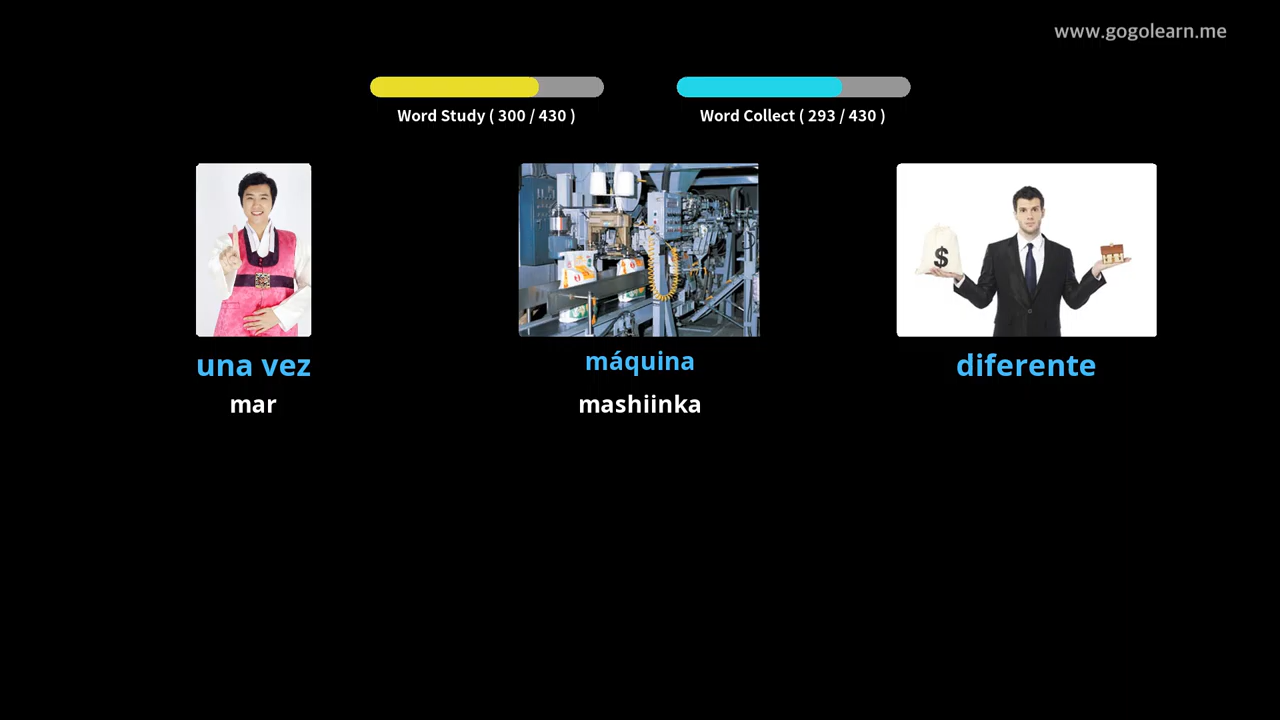 www.gogolearn.me
Word Study ( 300 / 430 )
Word Collect ( 293 / 430 )
$
una vez
máquina
diferente
mar
mashiinka